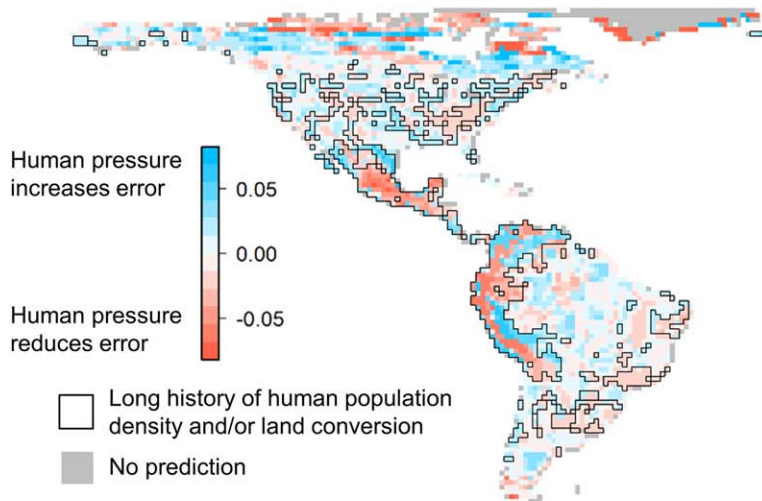 Human pressure
increases error
0.05
0.00
-0.05
Human pressure
reduces error
Long history of human population
density and/or land conversion
No prediction